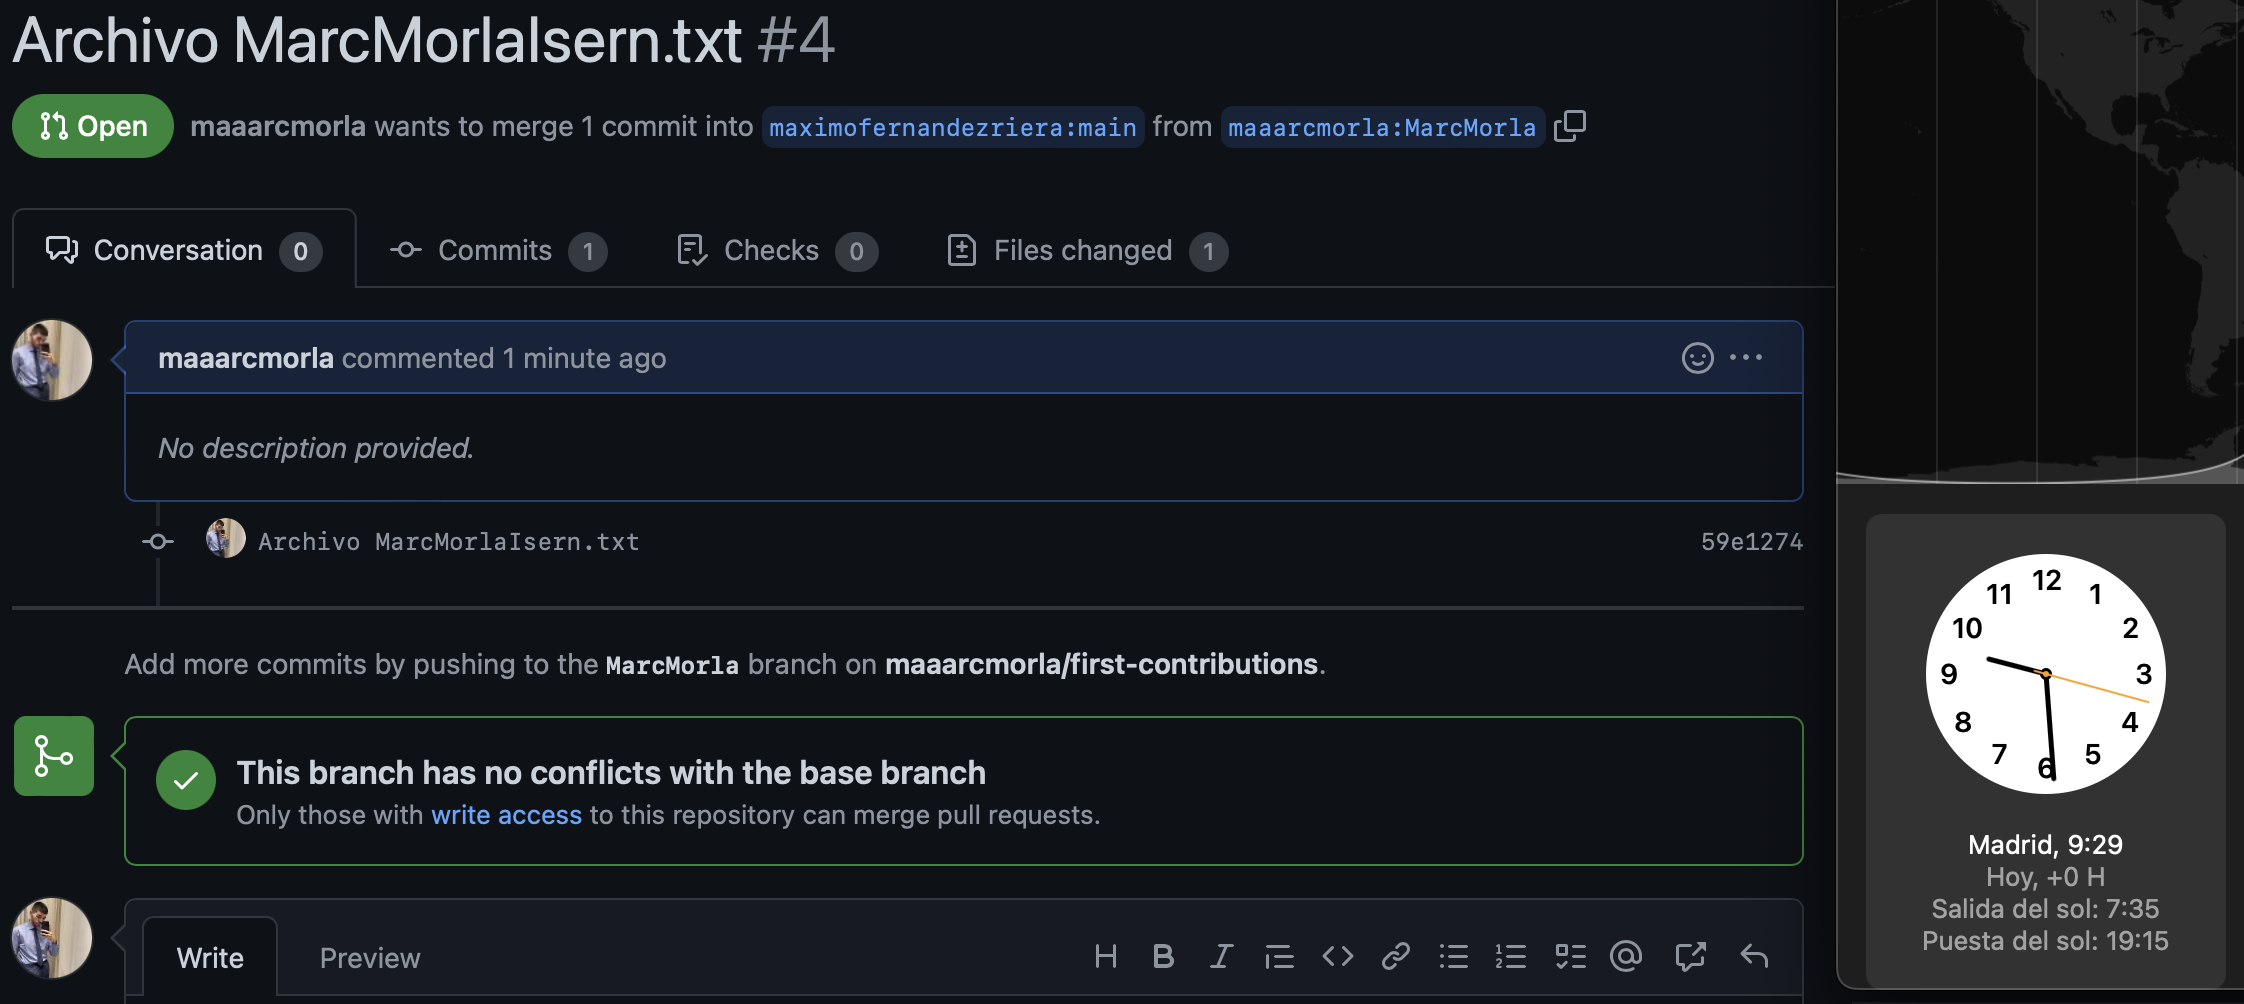 Archivo MarcMorlaIsern.txt #4
Open maaarcmorla wants to merge 1 commit into maximofernandezriera:main from maaarcmorla:MarcMorla
Conversation 0 Commits 1 Checks 0 Files changed 1
maaarcmorla commented 1 minute ago
No description provided.
Archivo MarcMorlaIsern.txt 59e1274
Add more commits by pushing to the MarcMorla branch on maaarcmorla/first-contributions.
This branch has no conflicts with the base branch
Only those with write access to this repository can merge pull requests.
Write Preview
12
1
2
3
4
5
6
7
8
9
10
11
Madrid, 9:29
Hoy, +0 H
Salida del sol: 7:35
Puesta del sol: 19:15